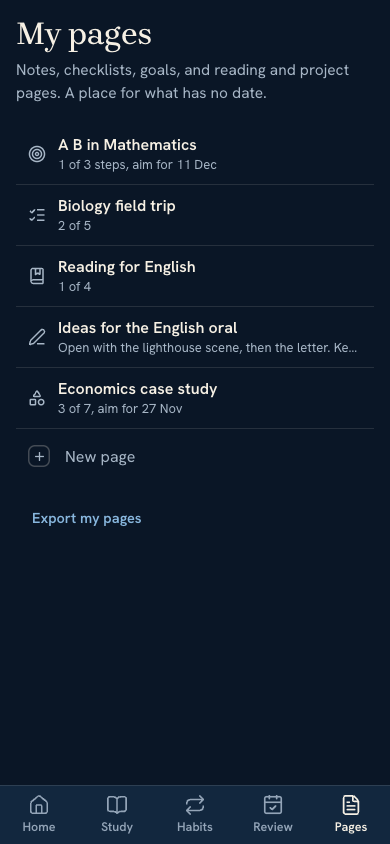 My pages
Notes, checklists, goals, and reading and project
pages. A place for what has no date.
A B in Mathematics
1 of 3 steps, aim for 11 Dec
Biology field trip
2 of 5
Reading for English
1 of 4
Ideas for the English oral
Open with the lighthouse scene, then the letter. Ke...
Economics case study
3 of 7, aim for 27 Nov
New page
Export my pages
Home
Study
Habits
Review
Pages